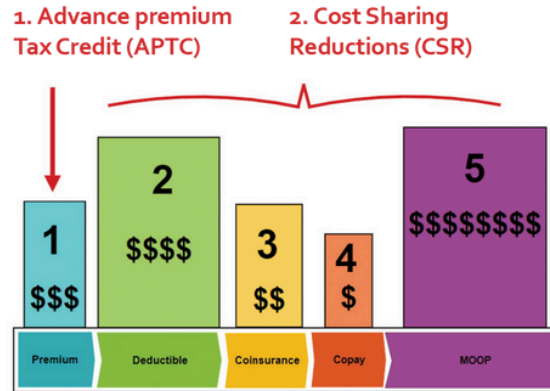 1. Advance premium
Tax Credit (APTC)
2. Cost Sharing
Reductions (CSR)
1
$$$
2
$$$$
3
$$
4
$
5
$$$$$$$$
Premium
Deductible
Coinsurance
Copay
MOOP